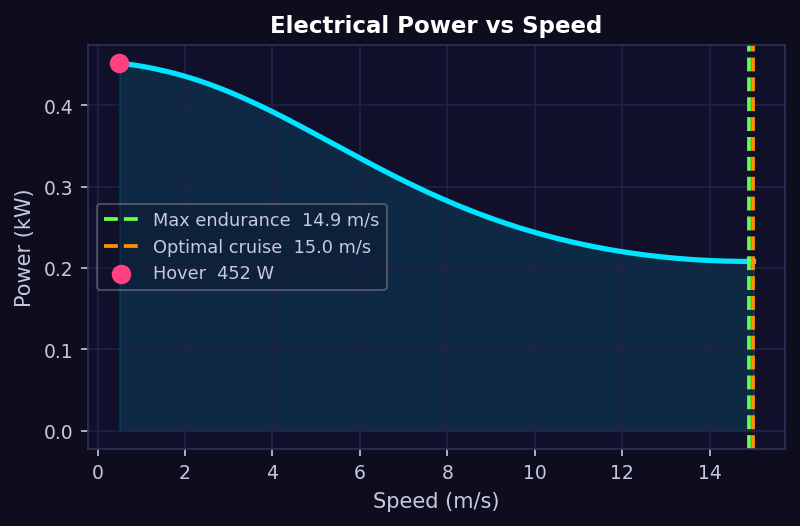 Electrical Power vs Speed
Power (kW)
0.4
0.3
0.2
0.1
0.0
Max endurance  14.9 m/s
Optimal cruise  15.0 m/s
Hover  452 W
0 2 4 6 8 10 12 14
Speed (m/s)